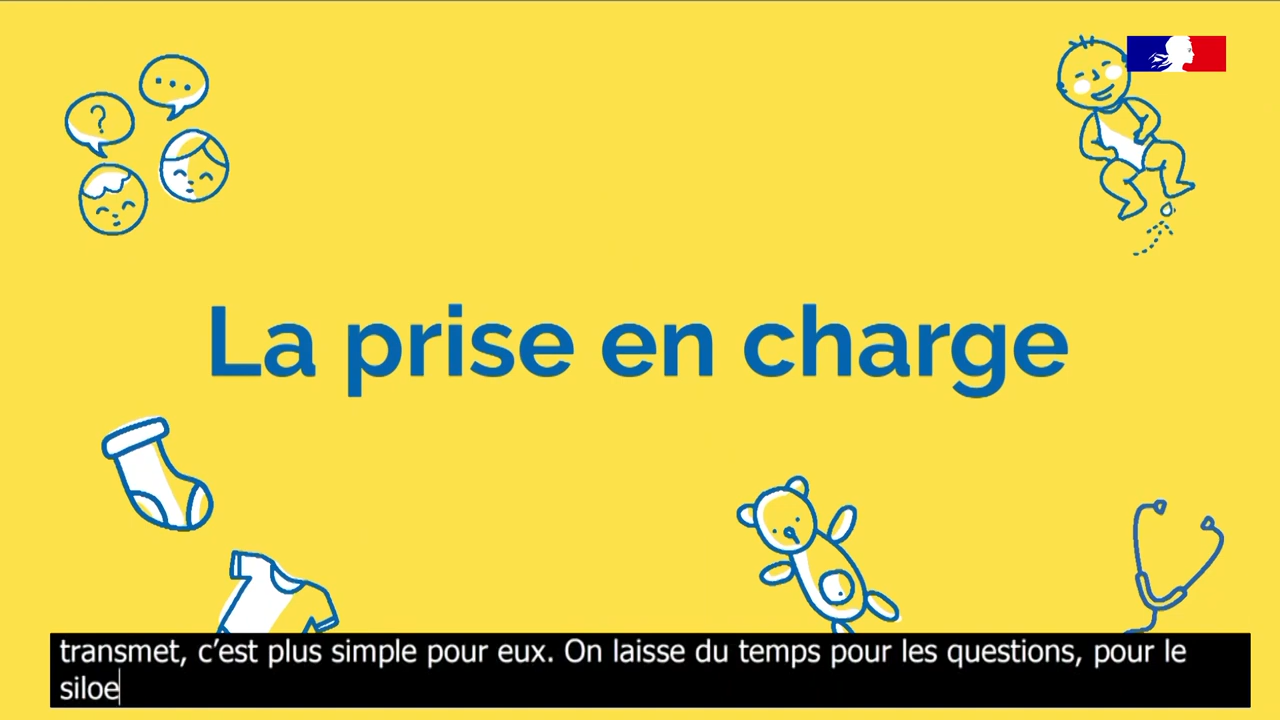 ?
La prise en charge
transmet, c’est plus simple pour eux. On laisse du temps pour les questions, pour le
siloe